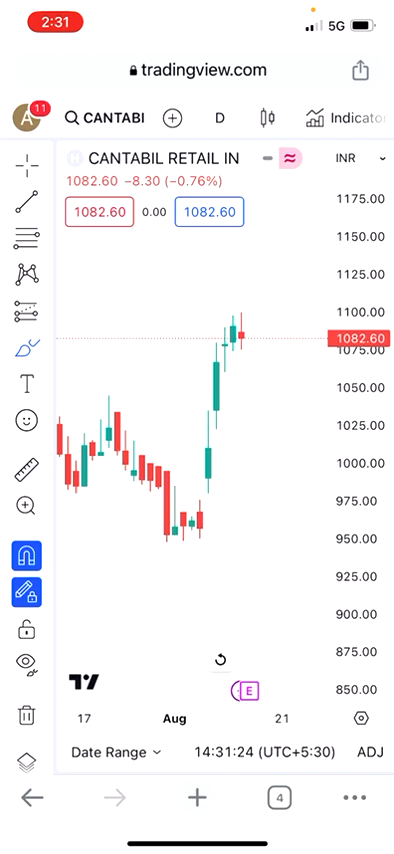 2:31
5G
tradingview.com
A
11
CANTABI
D
Indicator
CANTABIL RETAIL IN
INR
1082.60 −8.30 (−0.76%)
1082.60
0.00
1082.60
1175.00
1150.00
1125.00
1100.00
1082.60
1075.00
1050.00
1025.00
1000.00
975.00
950.00
925.00
900.00
875.00
850.00
T
E
17
Aug
21
Date Range
14:31:24 (UTC+5:30)
ADJ
4